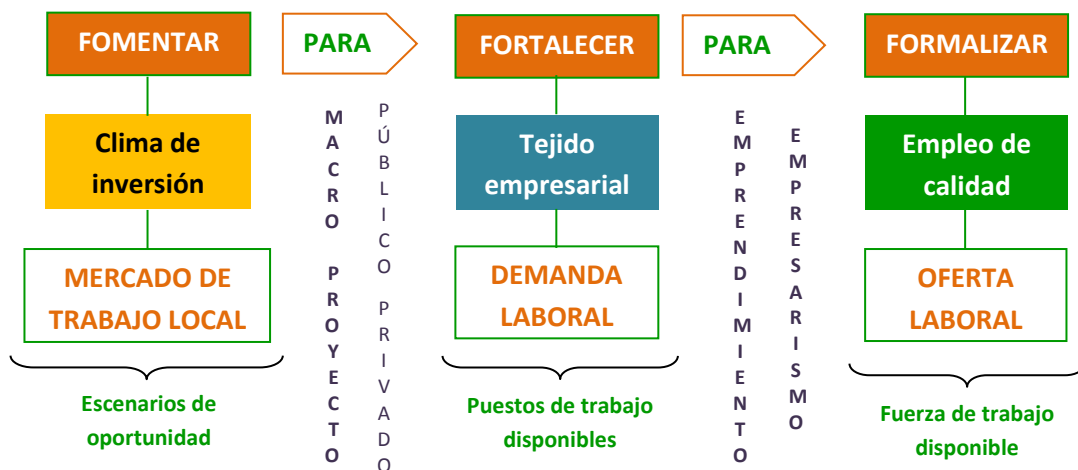 FOMENTAR
PARA
FORTALECER
PARA
FORMALIZAR
Clima de
inversión
MACRO PROYECTO
PÚBLICO PRIVADO
Tejido
empresarial
EMPRENDIMIENTO
EMPRESARISMO
Empleo de
calidad
MERCADO DE
TRABAJO LOCAL
DEMANDA
LABORAL
OFERTA
LABORAL
Escenarios de
oportunidad
Puestos de trabajo
disponibles
Fuerza de trabajo
disponible